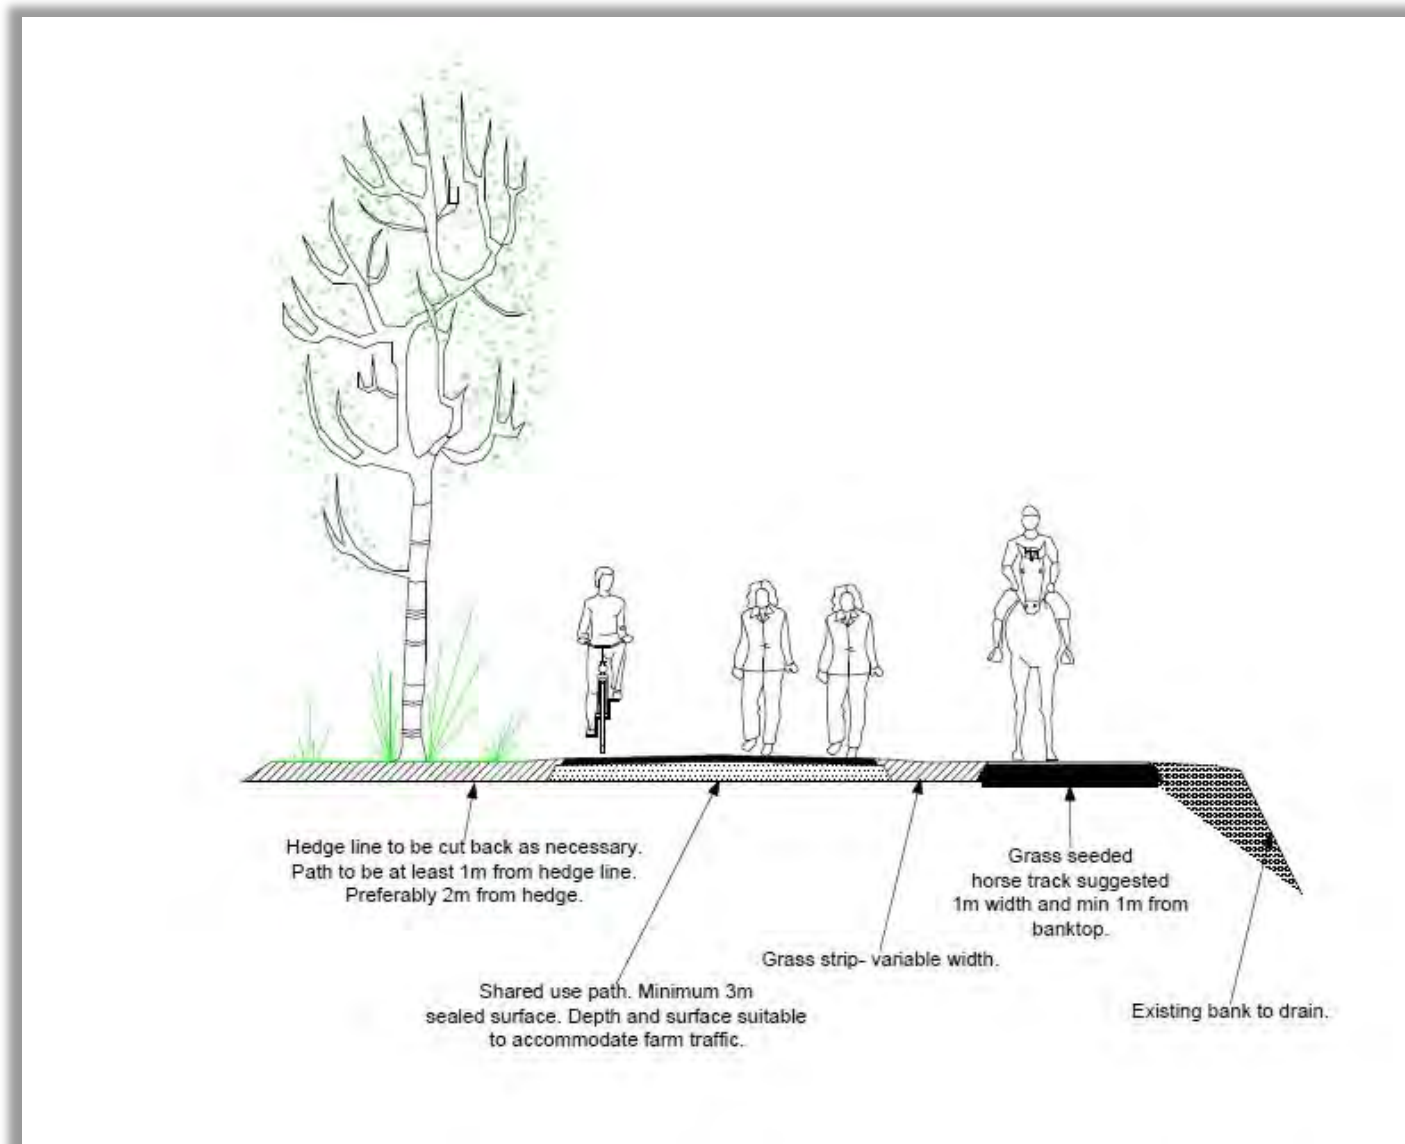 Hedge line to be cut back as necessary.
Path to be at least 1m from hedge line.
Preferably 2m from hedge.
Shared use path. Minimum 3m
sealed surface. Depth and surface suitable
to accommodate farm traffic.
Grass strip- variable width.
Grass seeded
horse track suggested
1m width and min 1m from
banktop.
Existing bank to drain.